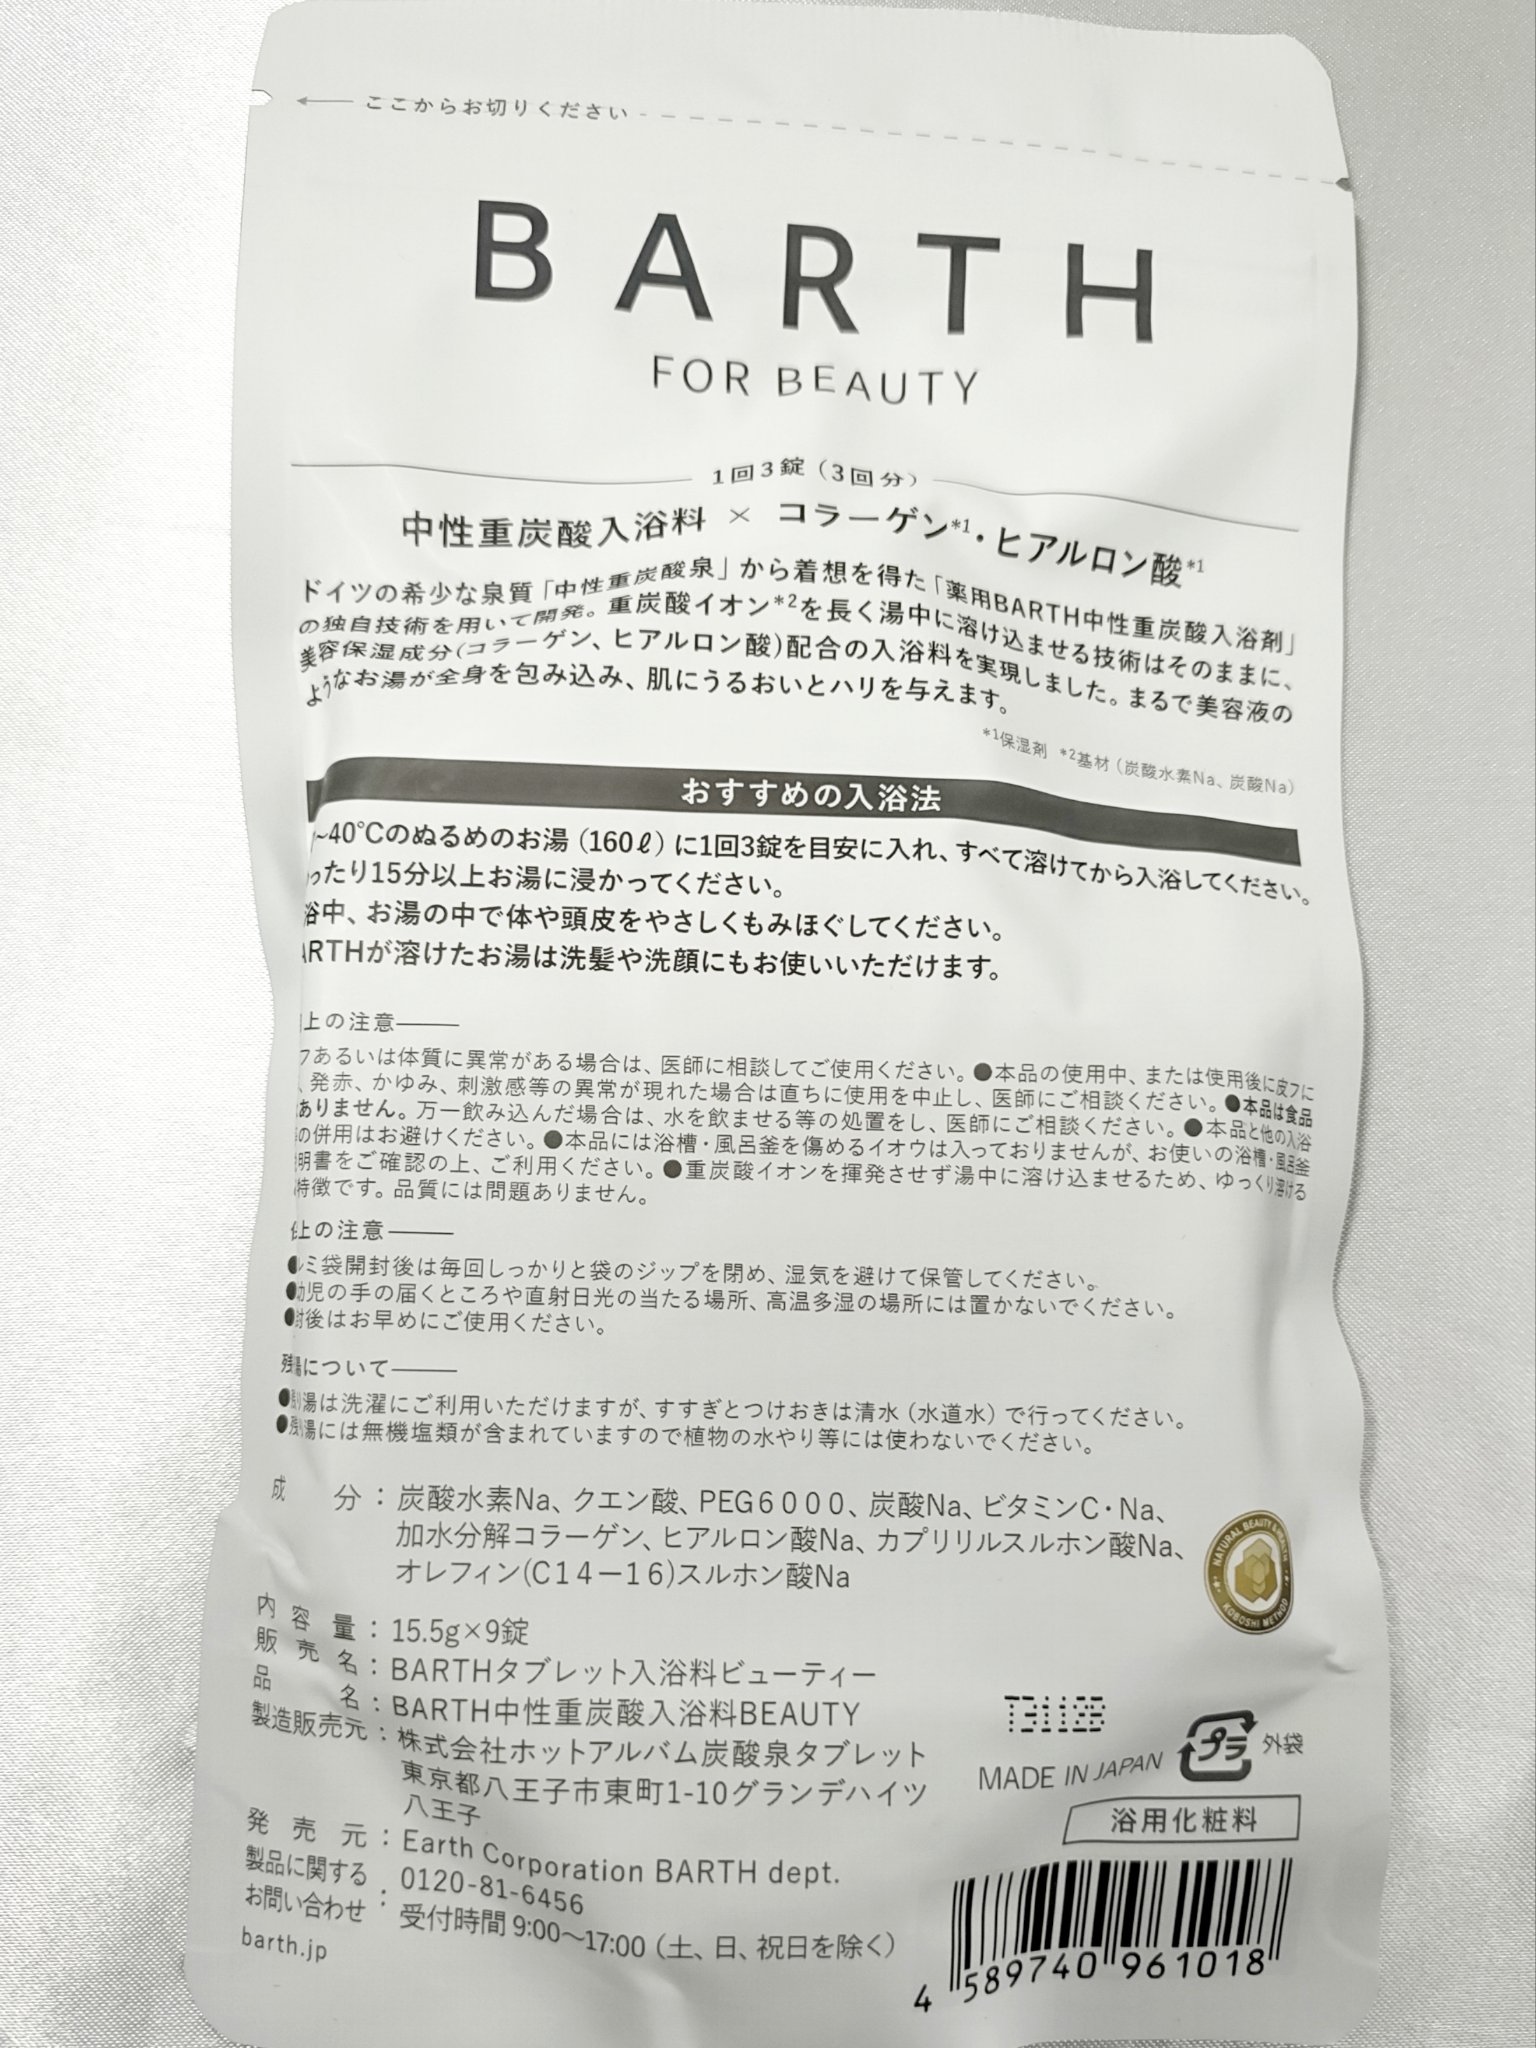 ここからお切りください
BARTH
FOR BEAUTY
1回3錠（3回分）
中性重炭酸入浴料 × コラーゲン*1・ヒアルロン酸*1
ドイツの希少な泉質「中性重炭酸泉」から着想を得た「薬用BARTH中性重炭酸入浴剤」
の独自技術を用いて開発。重炭酸イオン*2を長く湯中に溶け込ませる技術はそのままに、
美容保湿成分(コラーゲン、ヒアルロン酸)配合の入浴料を実現しました。まるで美容液の
ようなお湯が全身を包み込み、肌にうるおいとハリを与えます。
*1保湿剤 *2基材（炭酸水素Na、炭酸Na）
おすすめの入浴法
~40℃のぬるめのお湯（160ℓ）に1回3錠を目安に入れ、すべて溶けてから入浴してください。
ったり15分以上お湯に浸かってください。
浴中、お湯の中で体や頭皮をやさしくもみほぐしてください。
ARTHが溶けたお湯は洗髪や洗顔にもお使いいただけます。
上の注意
フあるいは体質に異常がある場合は、医師に相談してご使用ください。●本品の使用中、または使用後に皮フに
、発赤、かゆみ、刺激感等の異常が現れた場合は直ちに使用を中止し、医師にご相談ください。●本品は食品
ありません。万一飲み込んだ場合は、水を飲ませる等の処置をし、医師にご相談ください。●本品と他の入浴
の併用はお避けください。●本品には浴槽・風呂釜を傷めるイオウは入っておりませんが、お使いの浴槽・風呂釜
明書をご確認の上、ご利用ください。●重炭酸イオンを揮発させず湯中に溶け込ませるため、ゆっくり溶ける
特徴です。品質には問題ありません。
上の注意
●ルミ袋開封後は毎回しっかりと袋のジップを閉め、湿気を避けて保管してください。
●幼児の手の届くところや直射日光の当たる場所、高温多湿の場所には置かないでください。
●封後はお早めにご使用ください。
残湯について
●残り湯は洗濯にご利用いただけますが、すすぎとつけおきは清水（水道水）で行ってください。
●残り湯には無機塩類が含まれていますので植物の水やり等には使わないでください。
成分：炭酸水素Na、クエン酸、PEG6000、炭酸Na、ビタミンC・Na、
加水分解コラーゲン、ヒアルロン酸Na、カプリリルスルホン酸Na、
オレフィン(C14－16)スルホン酸Na
NATURAL BEAUTY & HEALTH
KOBOSHI METHOD
内容量：15.5g×9錠
販売名：BARTHタブレット入浴料ビューティー
品名：BARTH中性重炭酸入浴料BEAUTY
製造販売元：株式会社ホットアルバム炭酸泉タブレット
東京都八王子市東町1-10グランデハイツ
八王子
発売元：Earth Corporation BARTH dept.
製品に関する
お問い合わせ：0120-81-6456
受付時間 9:00～17:00（土、日、祝日を除く）
barth.jp
MADE IN JAPAN
プラ 外袋
浴用化粧料
4 589740 961018